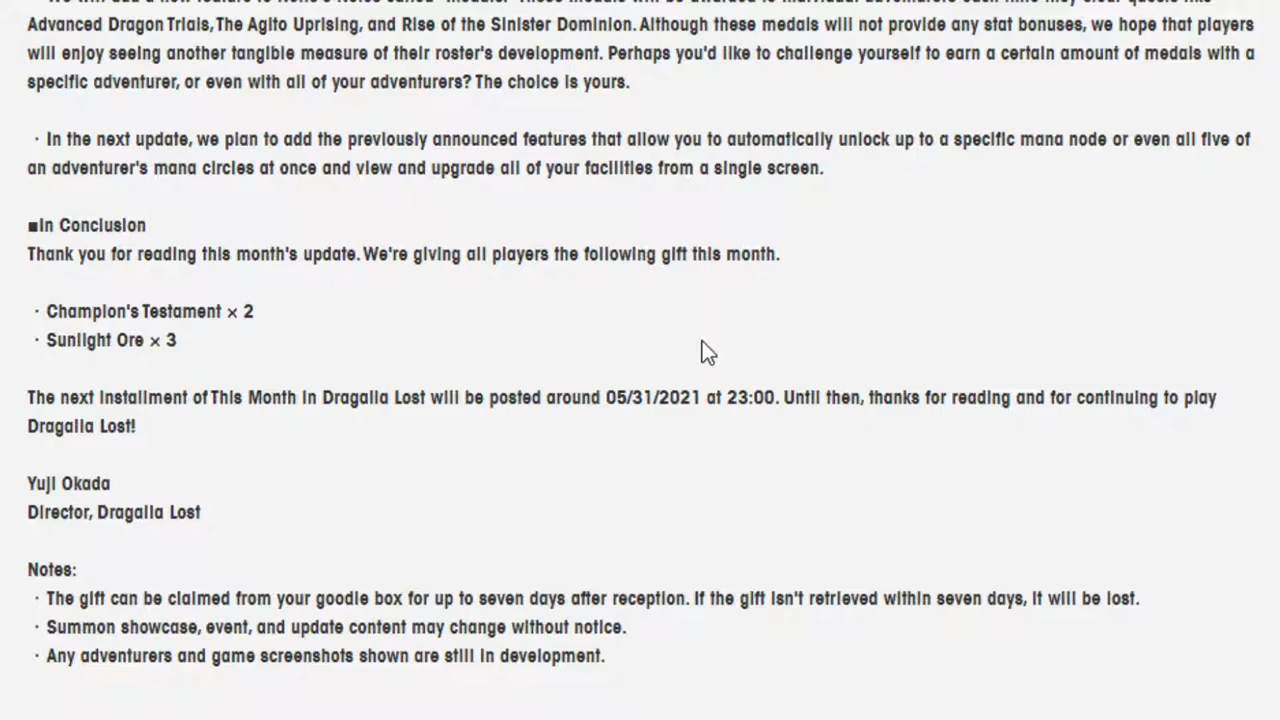 Advanced Dragon Trials, The Agito Uprising, and Rise of the Sinister Dominion. Although these medals will not provide any stat bonuses, we hope that players
will enjoy seeing another tangible measure of their roster's development. Perhaps you'd like to challenge yourself to earn a certain amount of medals with a
specific adventurer, or even with all of your adventurers? The choice is yours.
· In the next update, we plan to add the previously announced features that allow you to automatically unlock up to a specific mana node or even all five of
an adventurer's mana circles at once and view and upgrade all of your facilities from a single screen.
■In Conclusion
Thank you for reading this month's update. We're giving all players the following gift this month.
· Champion's Testament × 2
· Sunlight Ore × 3
The next installment of This Month in Dragalia Lost will be posted around 05/31/2021 at 23:00. Until then, thanks for reading and for continuing to play
Dragalia Lost!
Yuji Okada
Director, Dragalia Lost
Notes:
· The gift can be claimed from your goodie box for up to seven days after reception. If the gift isn't retrieved within seven days, it will be lost.
· Summon showcase, event, and update content may change without notice.
· Any adventurers and game screenshots shown are still in development.